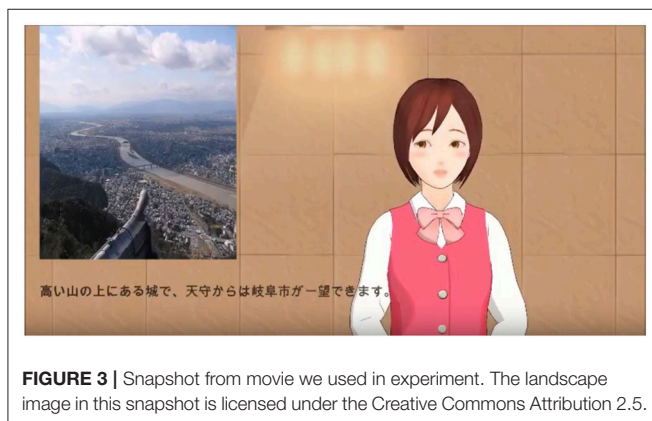 高い山の上にある城で、天守からは岐阜市が一望できます。
FIGURE 3 | Snapshot from movie we used in experiment. The landscape
image in this snapshot is licensed under the Creative Commons Attribution 2.5.